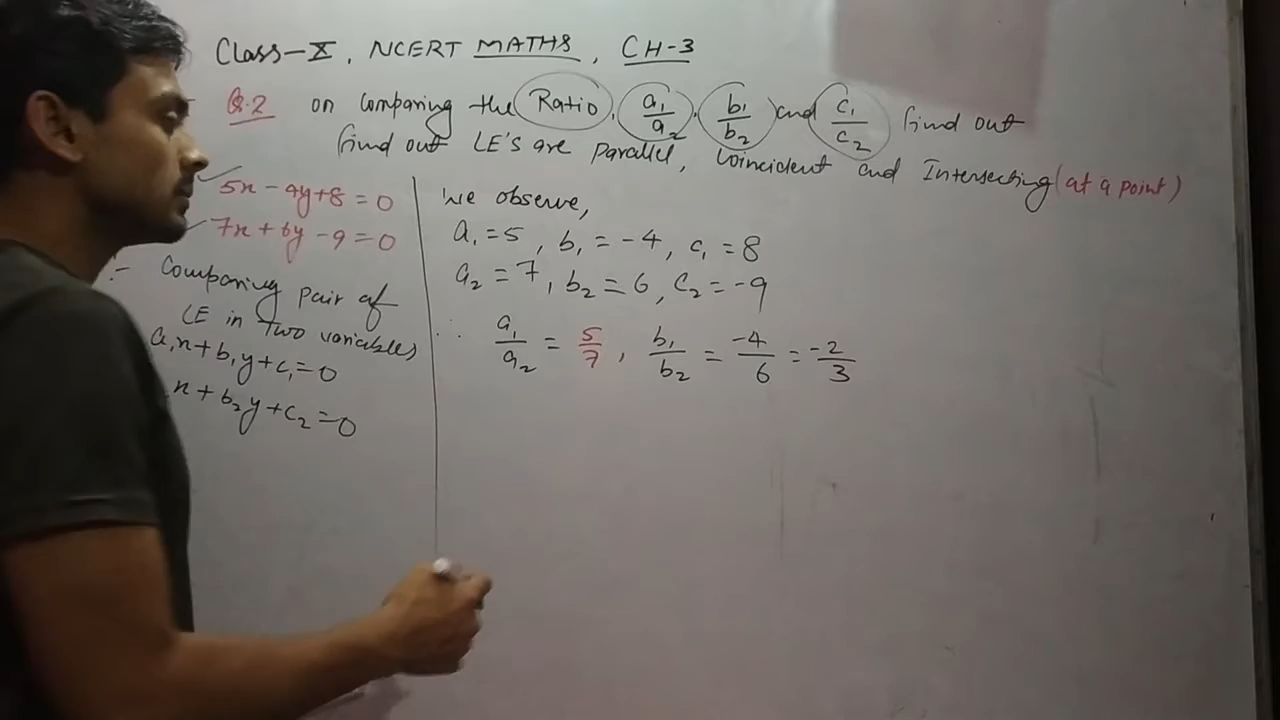 Class-X, NCERT MATHS, CH-3
Q.2 on Comparing the Ratio, a₁/a₂, b₁/b₂ and c₁/c₂ find out
find out LE'S are parallel, Coincident and Intersecting (at a point)
5x - 4y + 8 = 0
7x + 6y - 9 = 0
:- Comparing pair of
LE in two variables
a₁x + b₁y + c₁ = 0
x + b₂y + c₂ = 0
we observe,
a₁ = 5, b₁ = -4, c₁ = 8
a₂ = 7, b₂ = 6, c₂ = -9
∴ a₁/a₂ = 5/7, b₁/b₂ = -4/6 = -2/3